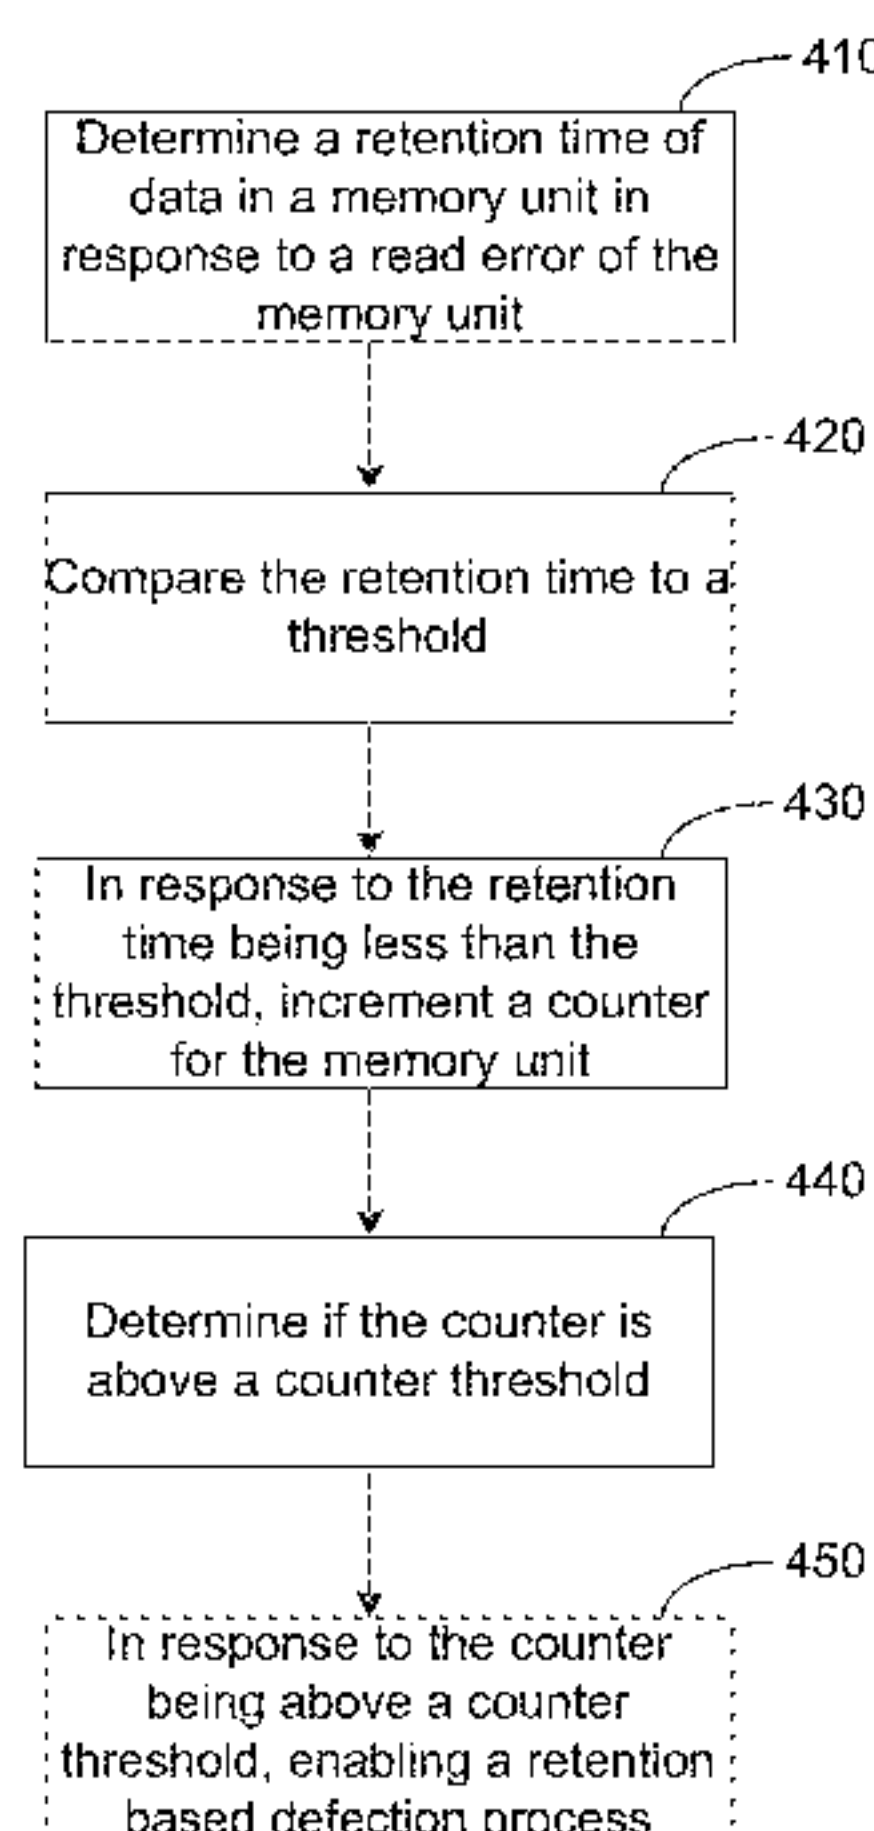 410
Determine a retention time of
data in a memory unit in
response to a read error of the
memory unit
420
Compare the retention time to a
threshold
430
In response to the retention
time being less than the
threshold, increment a counter
for the memory unit
440
Determine if the counter is
above a counter threshold
450
In response to the counter
being above a counter
threshold, enabling a retention
based defection process